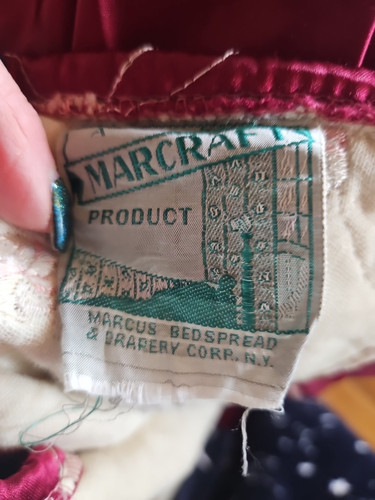 A
MARCRAFT
PRODUCT
MARCUS BEDSPREAD
& DRAPERY CORP. N.Y.